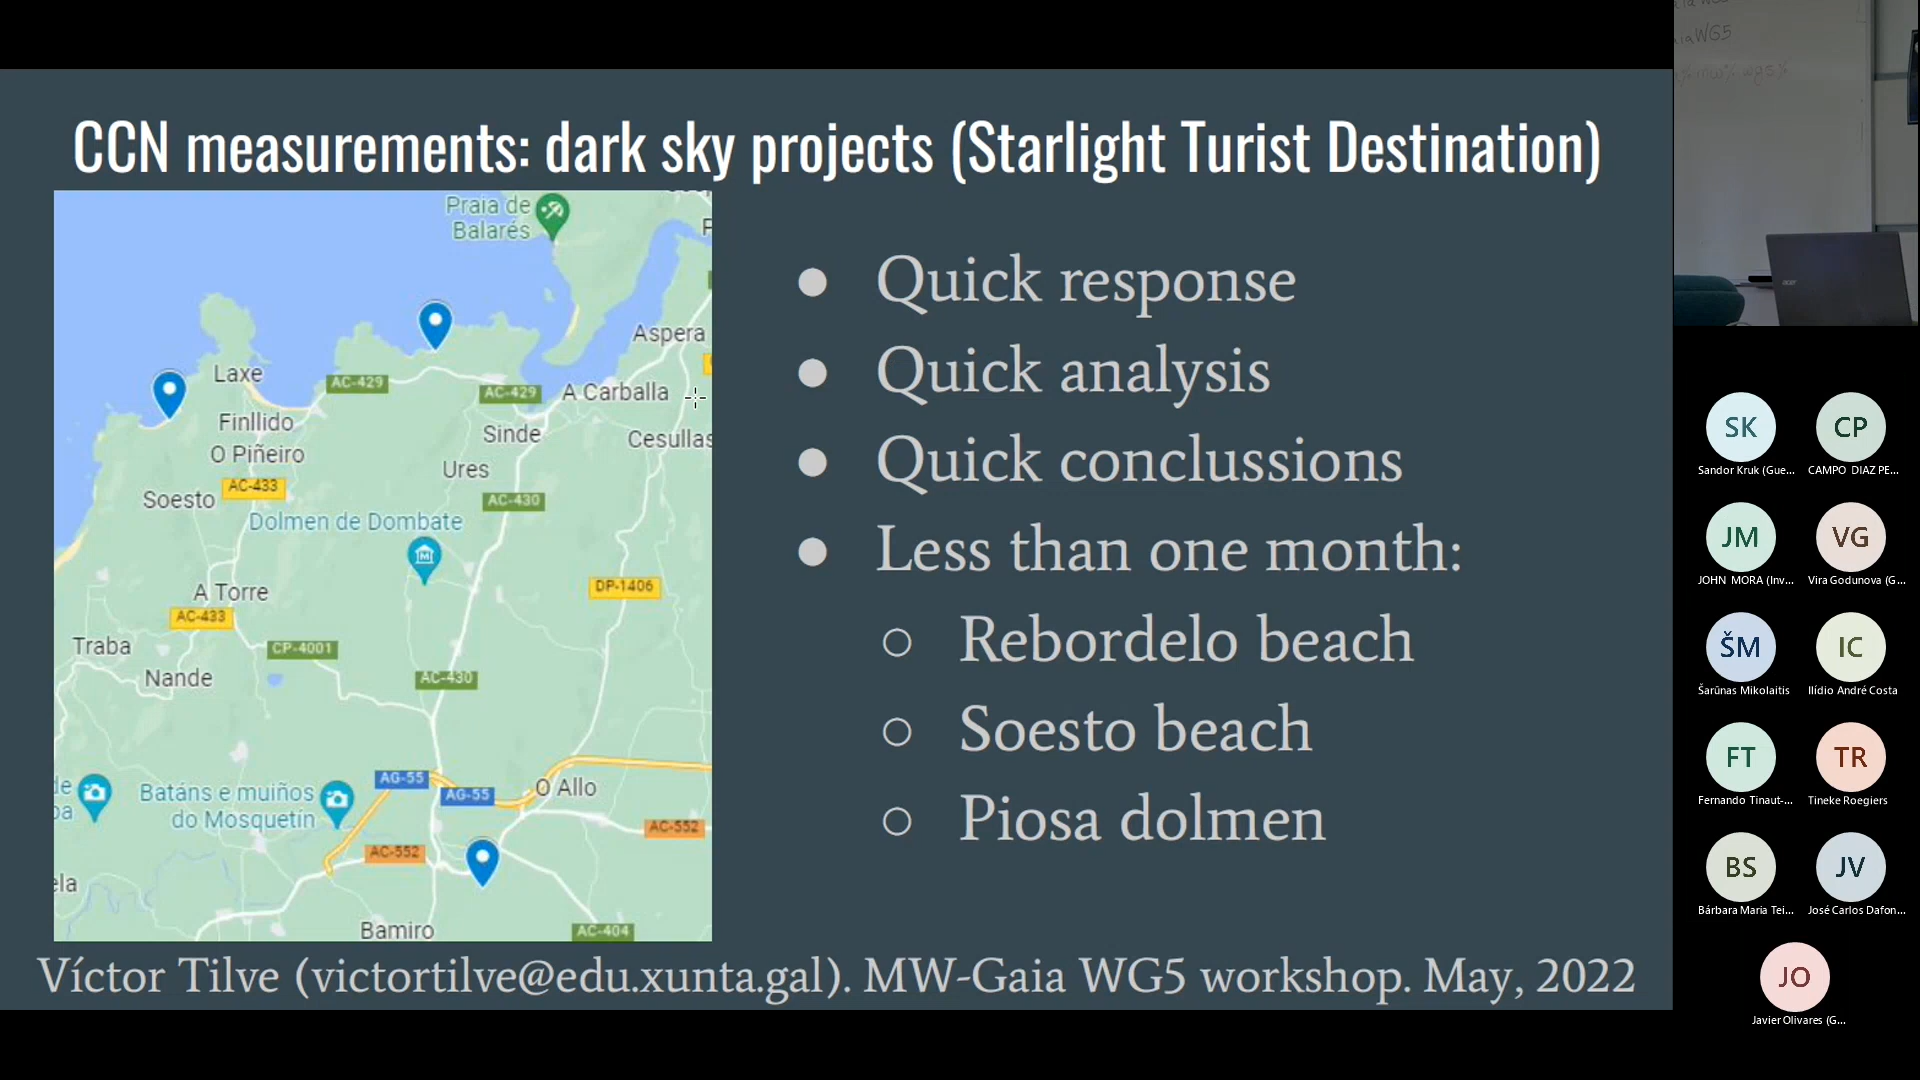 CCN measurements: dark sky projects (Starlight Turist Destination)
Praia de
Balarés
Aspera
Laxe
AC-429
AC-429
A Carballa
Finllido
Sinde
Cesullas
O Piñeiro
Ures
AC-433
Soesto
AC-430
Dolmen de Dombate
DP-1406
A Torre
AC-433
Traba
CP-4001
Nande
AC-430
AG-55
AG-55
O Allo
Batáns e muiños
do Mosquetín
AC-552
AC-552
Bamiro
AC-404
● Quick response
● Quick analysis
● Quick conclussions
● Less than one month:
○ Rebordelo beach
○ Soesto beach
○ Piosa dolmen
Víctor Tilve (victortilve@edu.xunta.gal). MW-Gaia WG5 workshop. May, 2022
WG5
acer
SK
CP
Sandor Kruk (Gue...
CAMPO DIAZ PE...
JM
VG
JOHN MORA (Inv...
Vira Godunova (G...
ŠM
IC
Šarūnas Mikolaitis
Ilídio André Costa
FT
TR
Fernando Tinaut-...
Tineke Roegiers
BS
JV
Bárbara Maria Tei...
José Carlos Dafon...
JO
Javier Olivares (G...